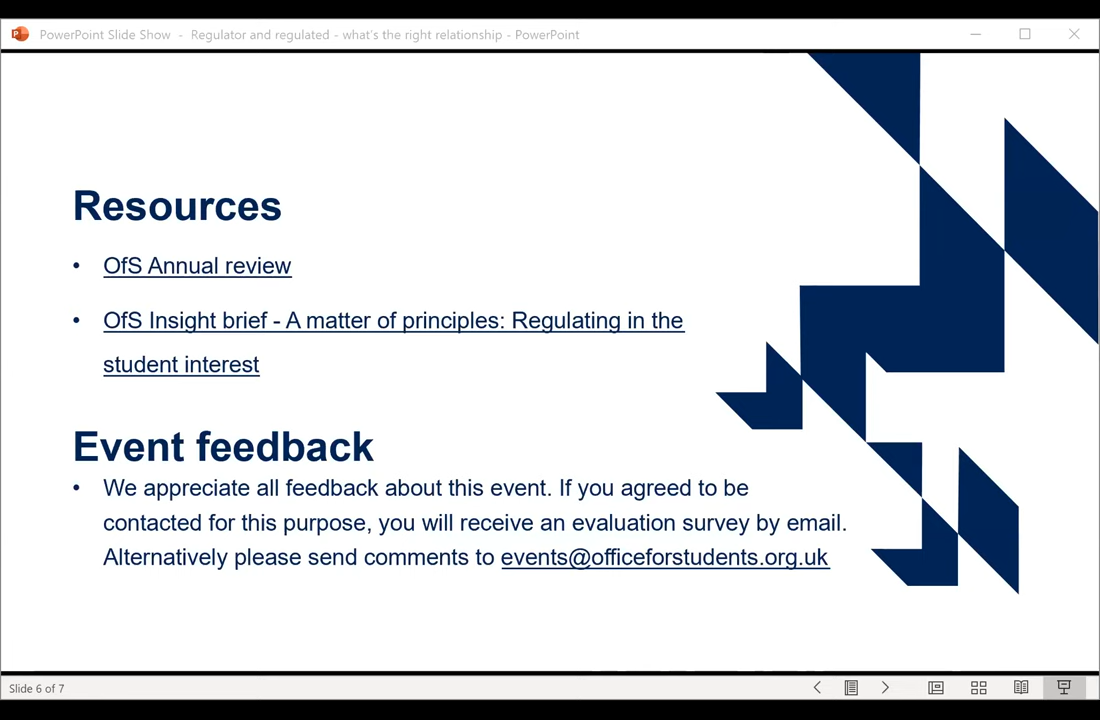 PowerPoint Slide Show - Regulator and regulated - what's the right relationship - PowerPoint
Resources
• OfS Annual review
• OfS Insight brief - A matter of principles: Regulating in the
student interest
Event feedback
• We appreciate all feedback about this event. If you agreed to be
contacted for this purpose, you will receive an evaluation survey by email.
Alternatively please send comments to events@officeforstudents.org.uk
Slide 6 of 7